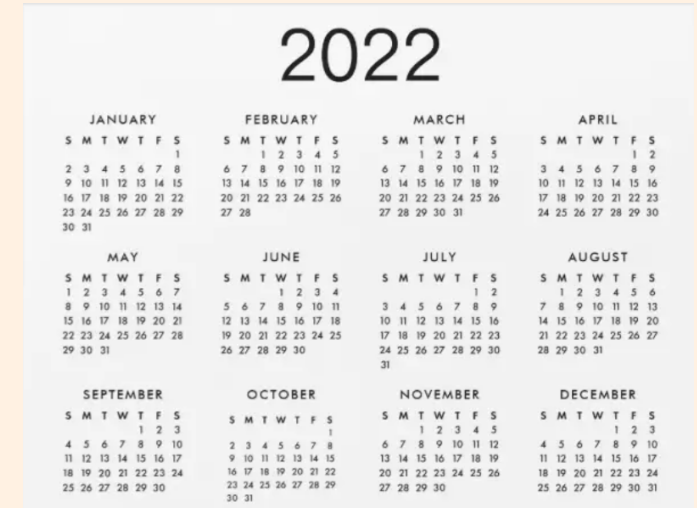 2022
JANUARY
S M T W T F S
1
2 3 4 5 6 7 8
9 10 11 12 13 14 15
16 17 18 19 20 21 22
23 24 25 26 27 28 29
30 31
FEBRUARY
S M T W T F S
1 2 3 4 5
6 7 8 9 10 11 12
13 14 15 16 17 18 19
20 21 22 23 24 25 26
27 28
MARCH
S M T W T F S
1 2 3 4 5
6 7 8 9 10 11 12
13 14 15 16 17 18 19
20 21 22 23 24 25 26
27 28 29 30 31
APRIL
S M T W T F S
1 2
3 4 5 6 7 8 9
10 11 12 13 14 15 16
17 18 19 20 21 22 23
24 25 26 27 28 29 30
MAY
S M T W T F S
1 2 3 4 5 6 7
8 9 10 11 12 13 14
15 16 17 18 19 20 21
22 23 24 25 26 27 28
29 30 31
JUNE
S M T W T F S
1 2 3 4
5 6 7 8 9 10 11
12 13 14 15 16 17 18
19 20 21 22 23 24 25
26 27 28 29 30
JULY
S M T W T F S
1 2
3 4 5 6 7 8 9
10 11 12 13 14 15 16
17 18 19 20 21 22 23
24 25 26 27 28 29 30
31
AUGUST
S M T W T F S
1 2 3 4 5 6
7 8 9 10 11 12 13
14 15 16 17 18 19 20
21 22 23 24 25 26 27
28 29 30 31
SEPTEMBER
S M T W T F S
1 2 3
4 5 6 7 8 9 10
11 12 13 14 15 16 17
18 19 20 21 22 23 24
25 26 27 28 29 30
OCTOBER
S M T W T F S
1
2 3 4 5 6 7 8
9 10 11 12 13 14 15
16 17 18 19 20 21 22
23 24 25 26 27 28 29
30 31
NOVEMBER
S M T W T F S
1 2 3 4 5
6 7 8 9 10 11 12
13 14 15 16 17 18 19
20 21 22 23 24 25 26
27 28 29 30
DECEMBER
S M T W T F S
1 2 3
4 5 6 7 8 9 10
11 12 13 14 15 16 17
18 19 20 21 22 23 24
25 26 27 28 29 30 31